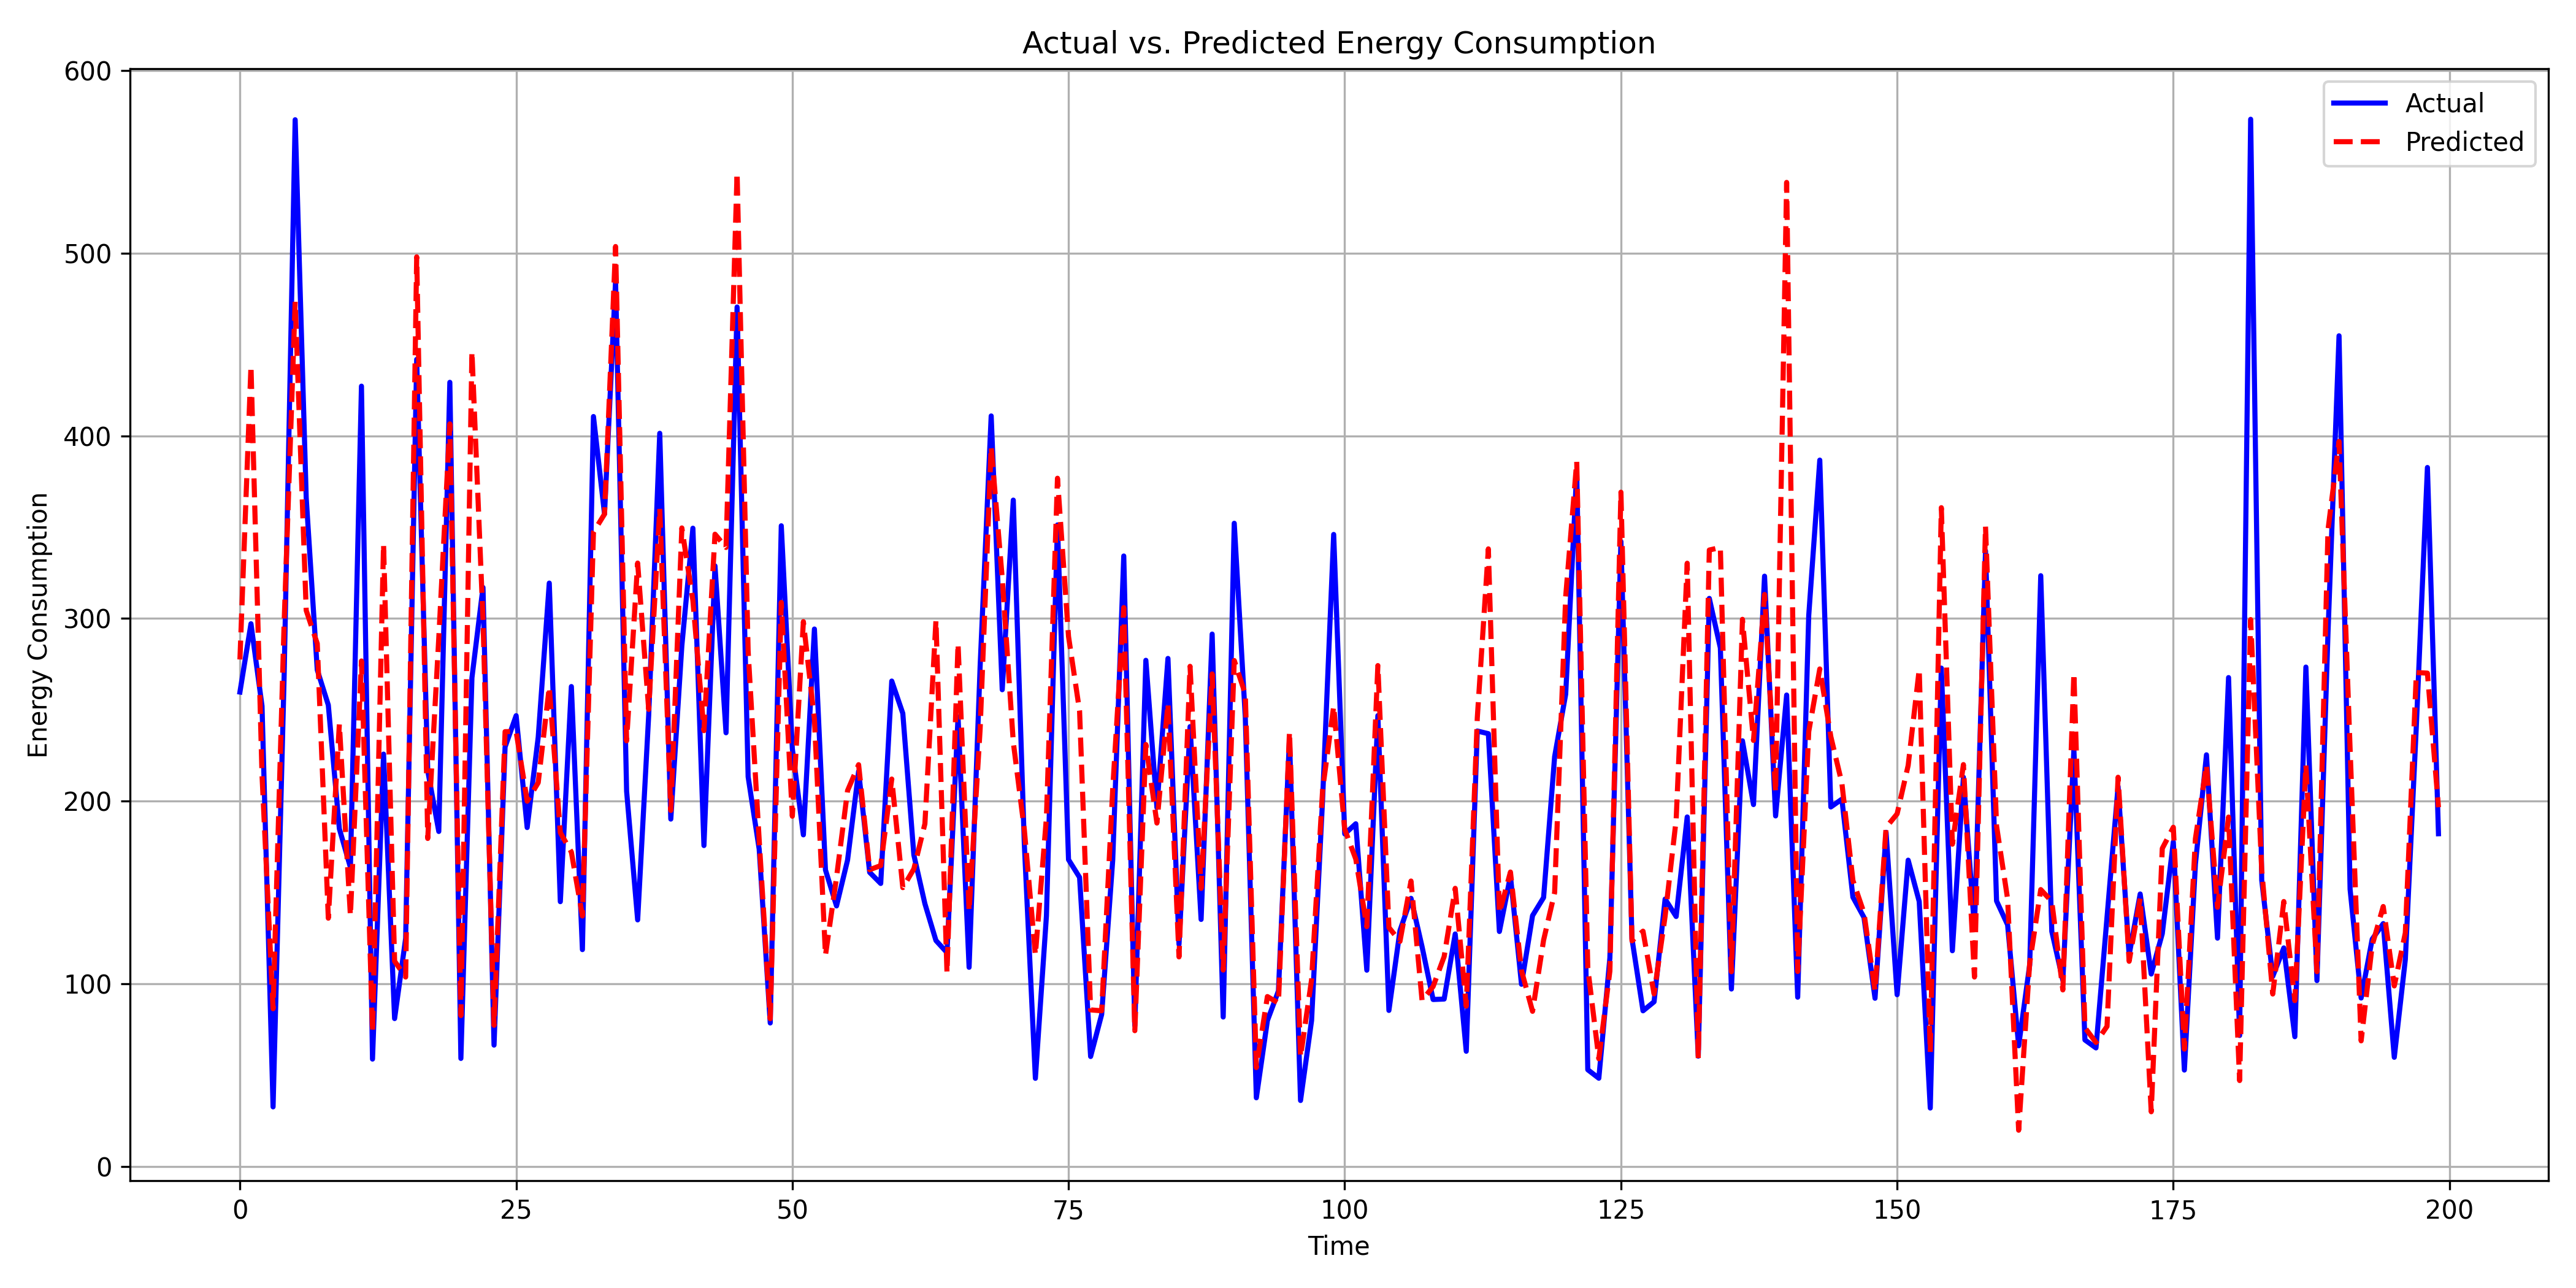 Actual vs. Predicted Energy Consumption
600
500
400
300
200
100
0
Energy Consumption
Actual
Predicted
0 25 50 75 100 125 150 175 200
Time